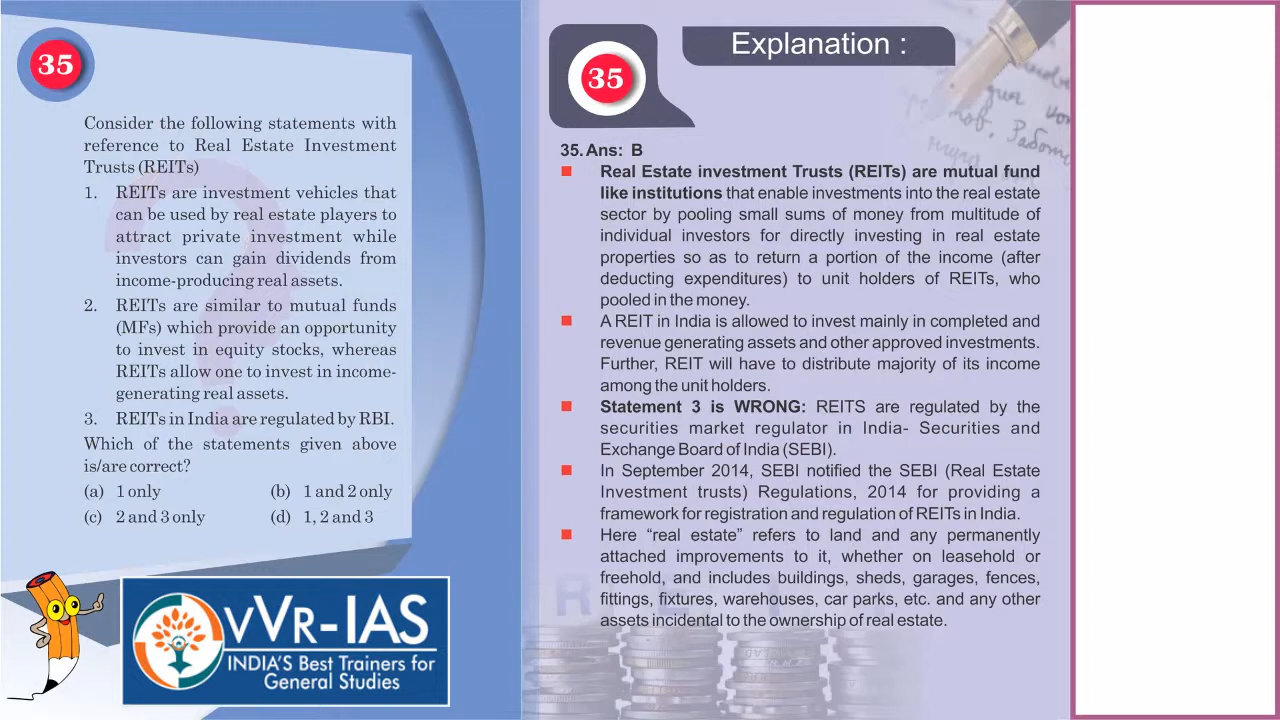 35
Consider the following statements with
reference to Real Estate Investment
Trusts (REITs)
1. REITs are investment vehicles that
can be used by real estate players to
attract private investment while
investors can gain dividends from
income-producing real assets.
2. REITs are similar to mutual funds
(MFs) which provide an opportunity
to invest in equity stocks, whereas
REITs allow one to invest in income-
generating real assets.
3. REITs in India are regulated by RBI.
Which of the statements given above
is/are correct?
(a) 1 only (b) 1 and 2 only
(c) 2 and 3 only (d) 1, 2 and 3
vVr-IAS
INDIA'S Best Trainers for
General Studies
35
Explanation :
35. Ans: B
Real Estate investment Trusts (REITs) are mutual fund
like institutions that enable investments into the real estate
sector by pooling small sums of money from multitude of
individual investors for directly investing in real estate
properties so as to return a portion of the income (after
deducting expenditures) to unit holders of REITs, who
pooled in the money.
A REIT in India is allowed to invest mainly in completed and
revenue generating assets and other approved investments.
Further, REIT will have to distribute majority of its income
among the unit holders.
Statement 3 is WRONG: REITS are regulated by the
securities market regulator in India- Securities and
Exchange Board of India (SEBI).
In September 2014, SEBI notified the SEBI (Real Estate
Investment trusts) Regulations, 2014 for providing a
framework for registration and regulation of REITs in India.
Here “real estate” refers to land and any permanently
attached improvements to it, whether on leasehold or
freehold, and includes buildings, sheds, garages, fences,
fittings, fixtures, warehouses, car parks, etc. and any other
assets incidental to the ownership of real estate.